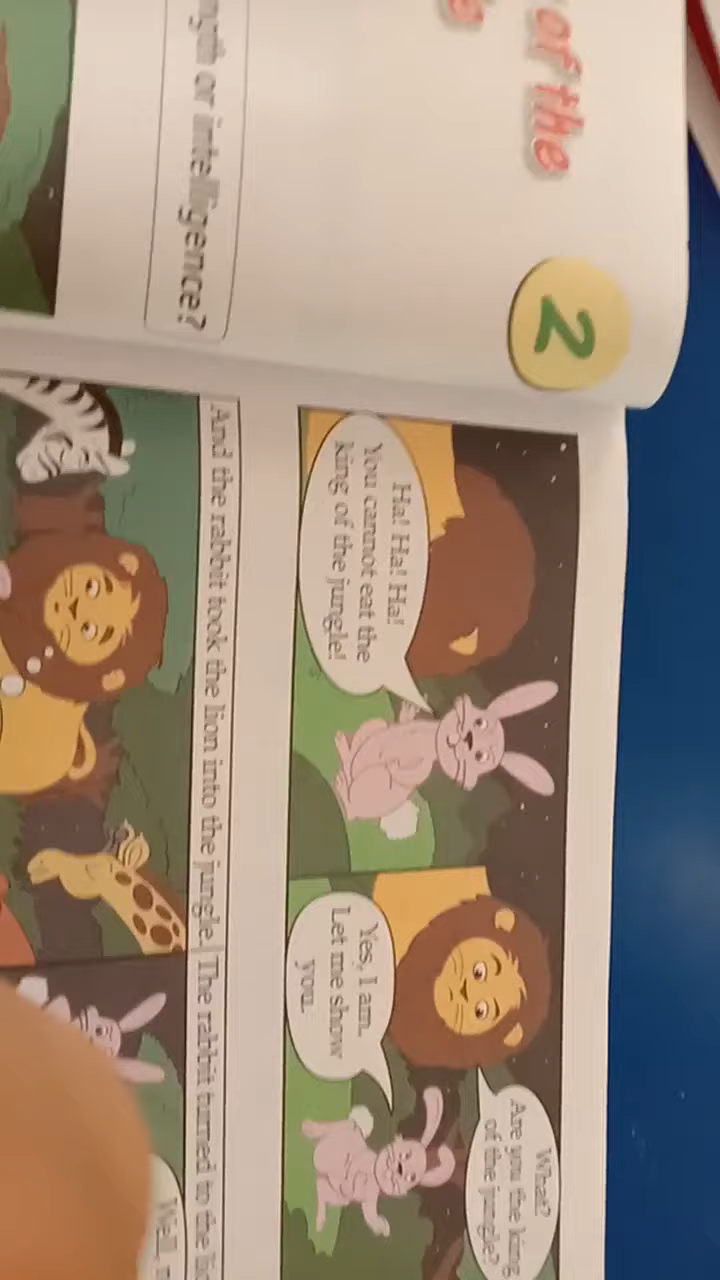 of the
2
ngth or intelligence?
Ha! Ha! Ha!
You cannot eat the
king of the jungle!
What?
Are you the king
of the jungle?
Yes, I am.
Let me show
you.
And the rabbit took the lion into the jungle. The rabbit turned to the
Well,